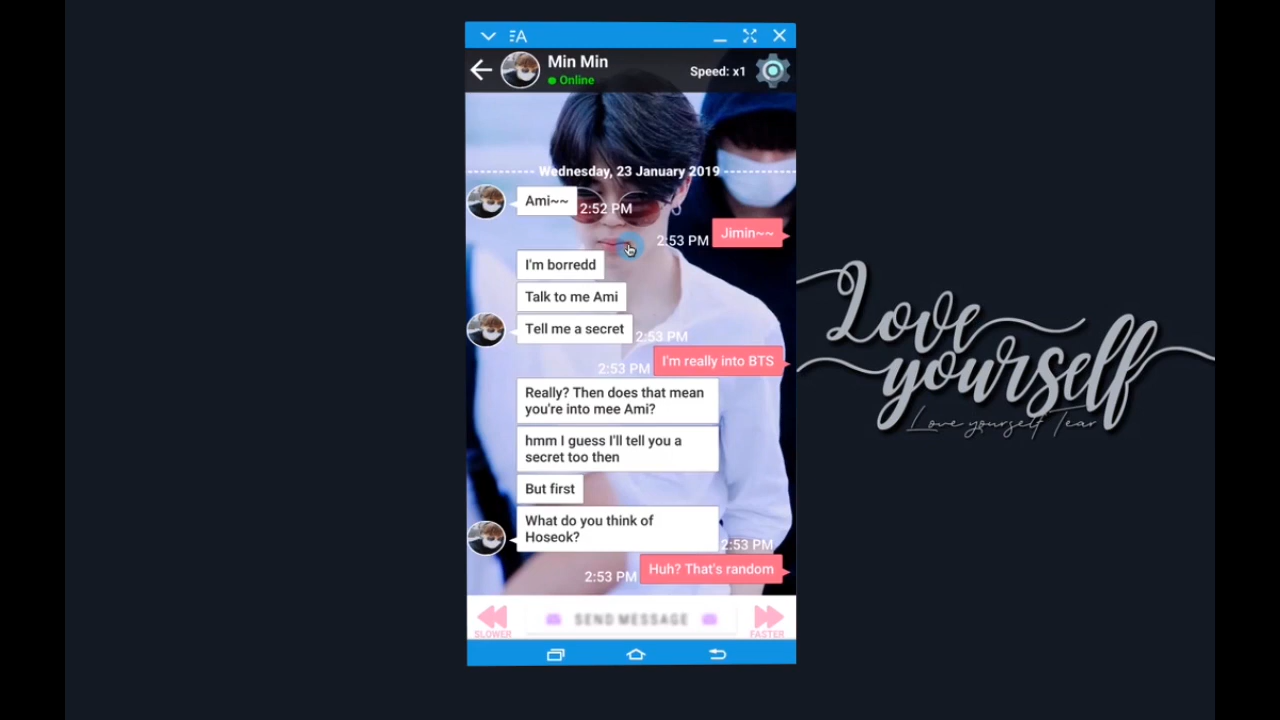 ΞA
Min Min
Online
Speed: x1
Wednesday, 23 January 2019
Ami~~
2:52 PM
Jimin~~
2:53 PM
I'm borredd
Talk to me Ami
Tell me a secret
2:53 PM
I'm really into BTS
2:53 PM
Really? Then does that mean
you're into mee Ami?
hmm I guess I'll tell you a
secret too then
But first
What do you think of
Hoseok?
2:53 PM
Huh? That's random
2:53 PM
SLOWER
SEND MESSAGE
FASTER
Love
yourself
Love yourself Tear